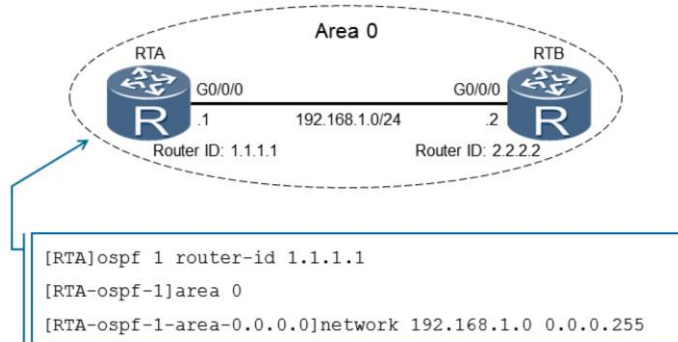 Area 0
RTA
RTB
G0/0/0
G0/0/0
R
.1
192.168.1.0/24
.2
R
Router ID: 1.1.1.1
Router ID: 2.2.2.2
[RTA]ospf 1 router-id 1.1.1.1
[RTA-ospf-1]area 0
[RTA-ospf-1-area-0.0.0.0]network 192.168.1.0 0.0.0.255